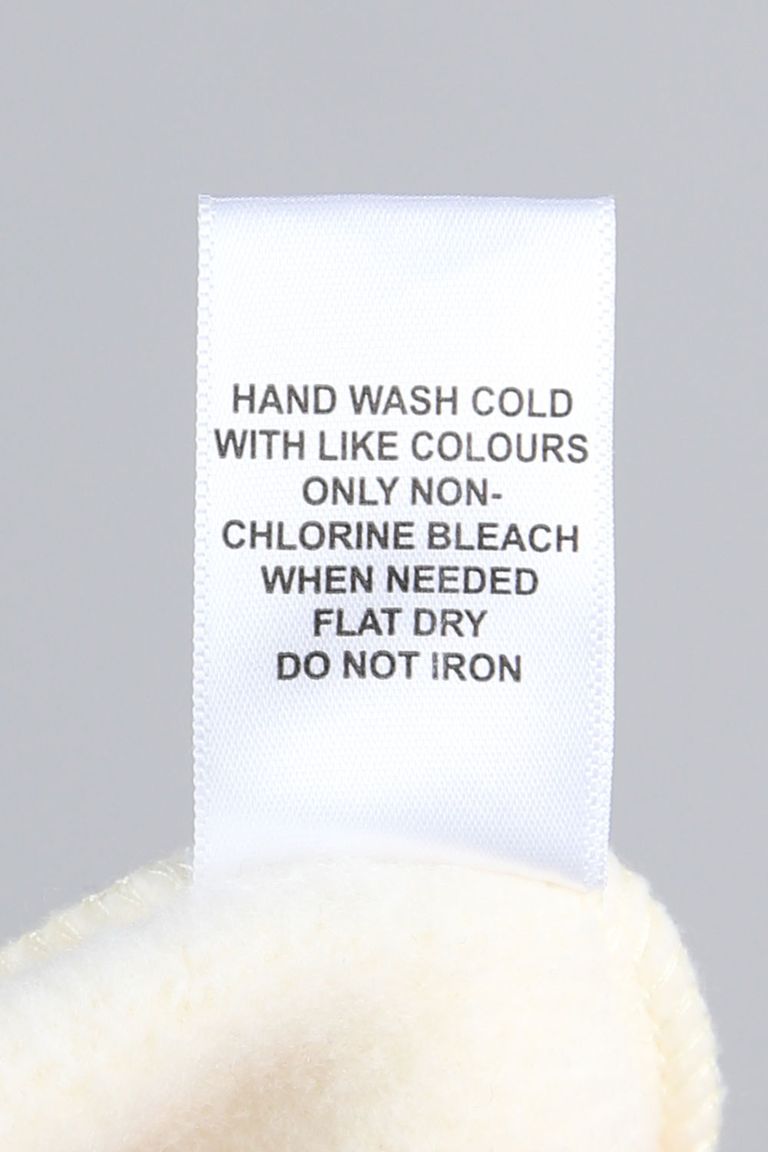 HAND WASH COLD
WITH LIKE COLOURS
ONLY NON-
CHLORINE BLEACH
WHEN NEEDED
FLAT DRY
DO NOT IRON